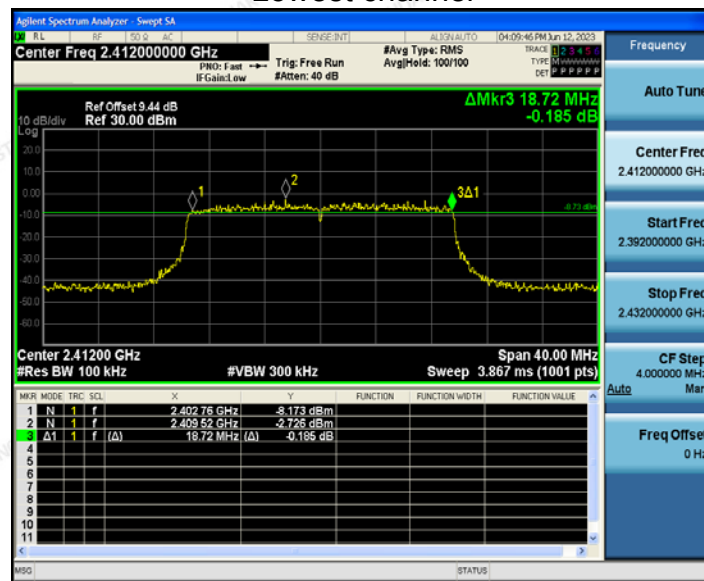 Lowest channel
Agilent Spectrum Analyzer - Swept SA
RL RF 50 Ω AC SENSE:INT ALIGNAUTO 04:09:46 PM Jun 12, 2023
Center Freq 2.412000000 GHz
PNO: Fast
IFGain:Low
Trig: Free Run
#Atten: 40 dB
#Avg Type: RMS
Avg|Hold: 100/100
TRACE 1 2 3 4 5 6
TYPE M
DET P P P P P P
Ref Offset 9.44 dB
Ref 30.00 dBm
10 dB/div
Log
ΔMkr3 18.72 MHz
-0.185 dB
20.0
10.0
0.00
-10.0
-20.0
-30.0
-40.0
-50.0
-60.0
1
2
3Δ1
-8.73 dBm
Center 2.41200 GHz Span 40.00 MHz
#Res BW 100 kHz #VBW 300 kHz Sweep 3.867 ms (1001 pts)
MKR MODE TRC SCL X Y FUNCTION FUNCTION WIDTH FUNCTION VALUE
1 N 1 f 2.402 76 GHz -8.173 dBm
2 N 1 f 2.409 52 GHz -2.726 dBm
3 Δ1 1 f (Δ) 18.72 MHz (Δ) -0.185 dB
4
5
6
7
8
9
10
11
MSG STATUS
Frequency
Auto Tune
Center Freq
2.412000000 GHz
Start Freq
2.392000000 GHz
Stop Freq
2.432000000 GHz
CF Step
4.000000 MHz
Auto Man
Freq Offset
0 Hz